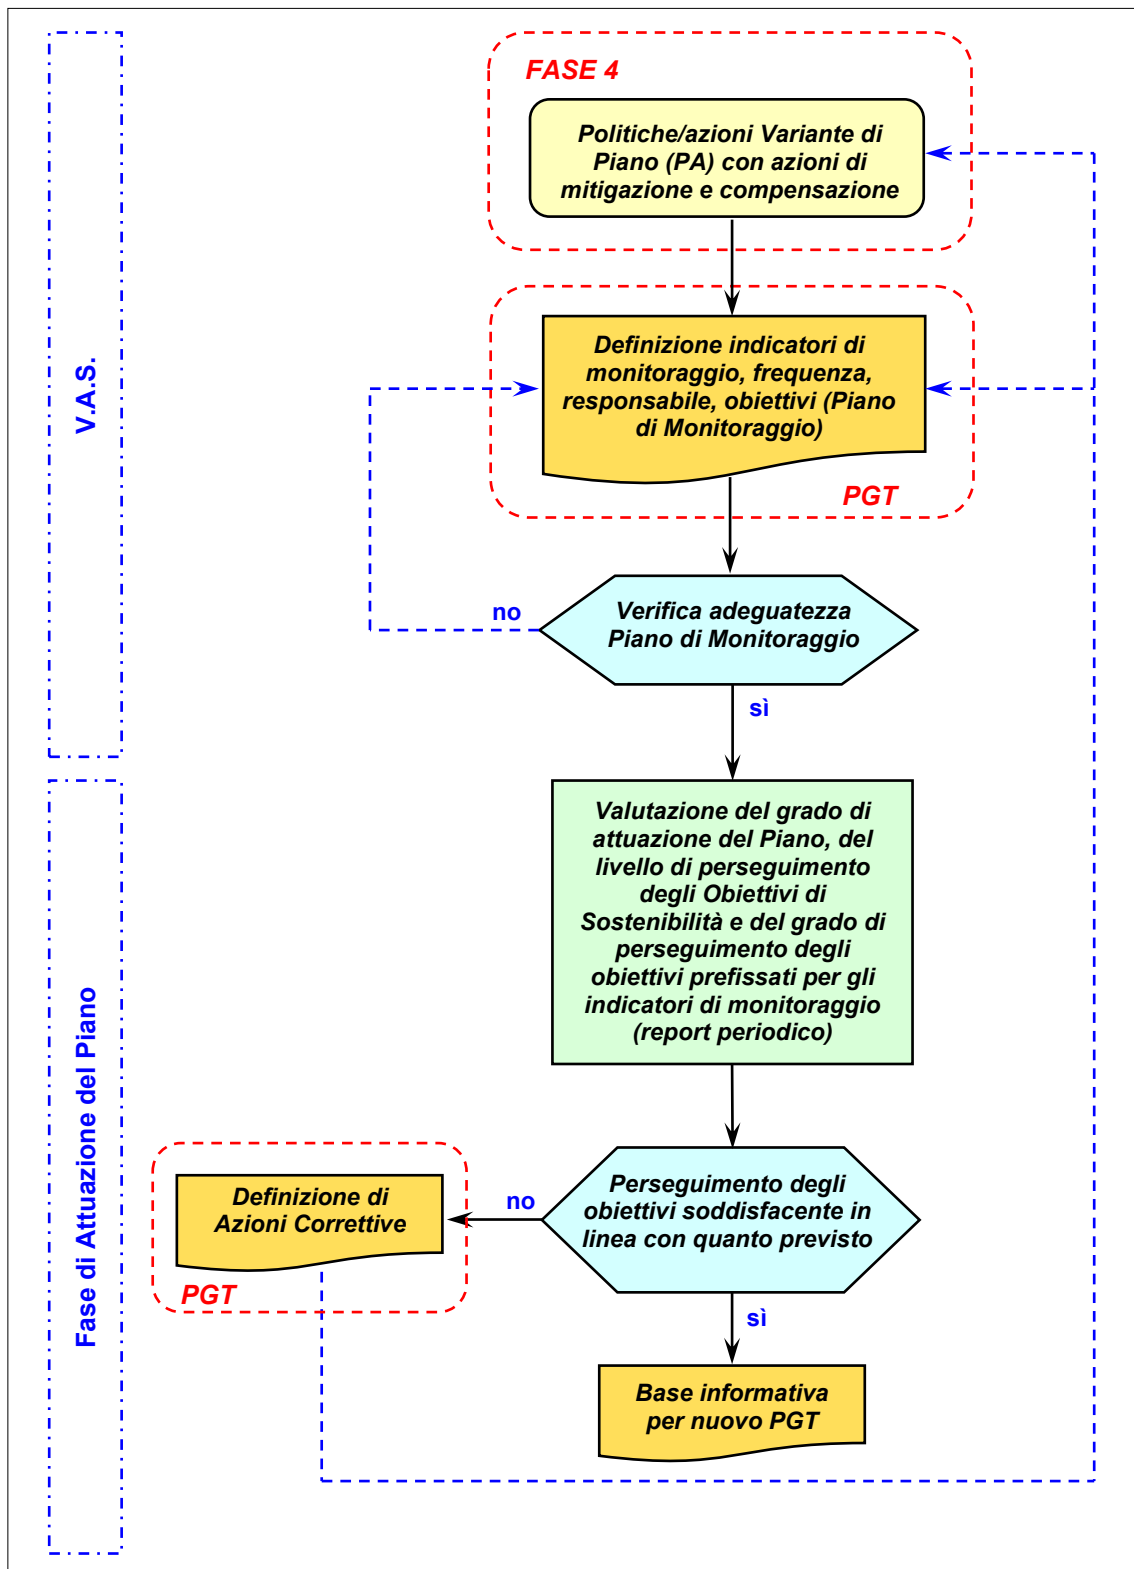 FASE 4
Politiche/azioni Variante di
Piano (PA) con azioni di
mitigazione e compensazione
Definizione indicatori di
monitoraggio, frequenza,
responsabile, obiettivi (Piano
di Monitoraggio)
PGT
V.A.S.
no
Verifica adeguatezza
Piano di Monitoraggio
sì
Valutazione del grado di
attuazione del Piano, del
livello di perseguimento
degli Obiettivi di
Sostenibilità e del grado di
perseguimento degli
obiettivi prefissati per gli
indicatori di monitoraggio
(report periodico)
Fase di Attuazione del Piano
Perseguimento degli
obiettivi soddisfacente in
linea con quanto previsto
no
Definizione di
Azioni Correttive
PGT
sì
Base informativa
per nuovo PGT